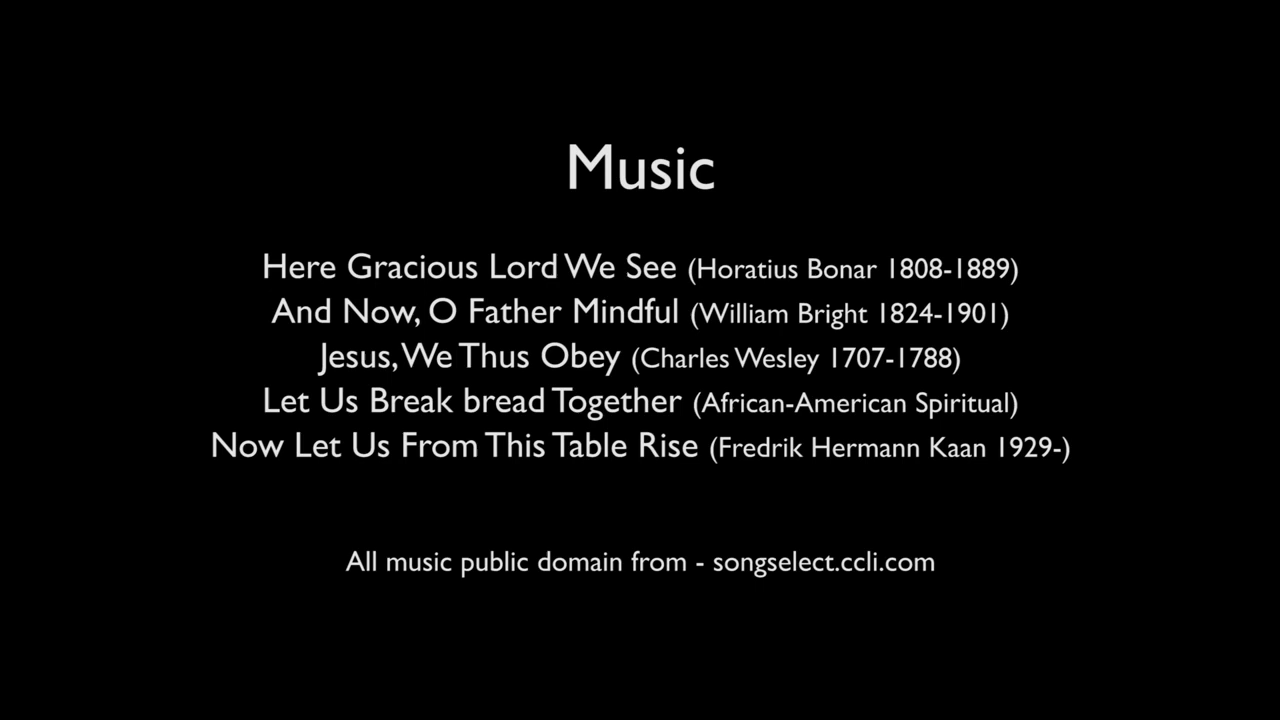 Music
Here Gracious Lord We See (Horatius Bonar 1808-1889)
And Now, O Father Mindful (William Bright 1824-1901)
Jesus, We Thus Obey (Charles Wesley 1707-1788)
Let Us Break bread Together (African-American Spiritual)
Now Let Us From This Table Rise (Fredrik Hermann Kaan 1929-)
All music public domain from - songselect.ccli.com